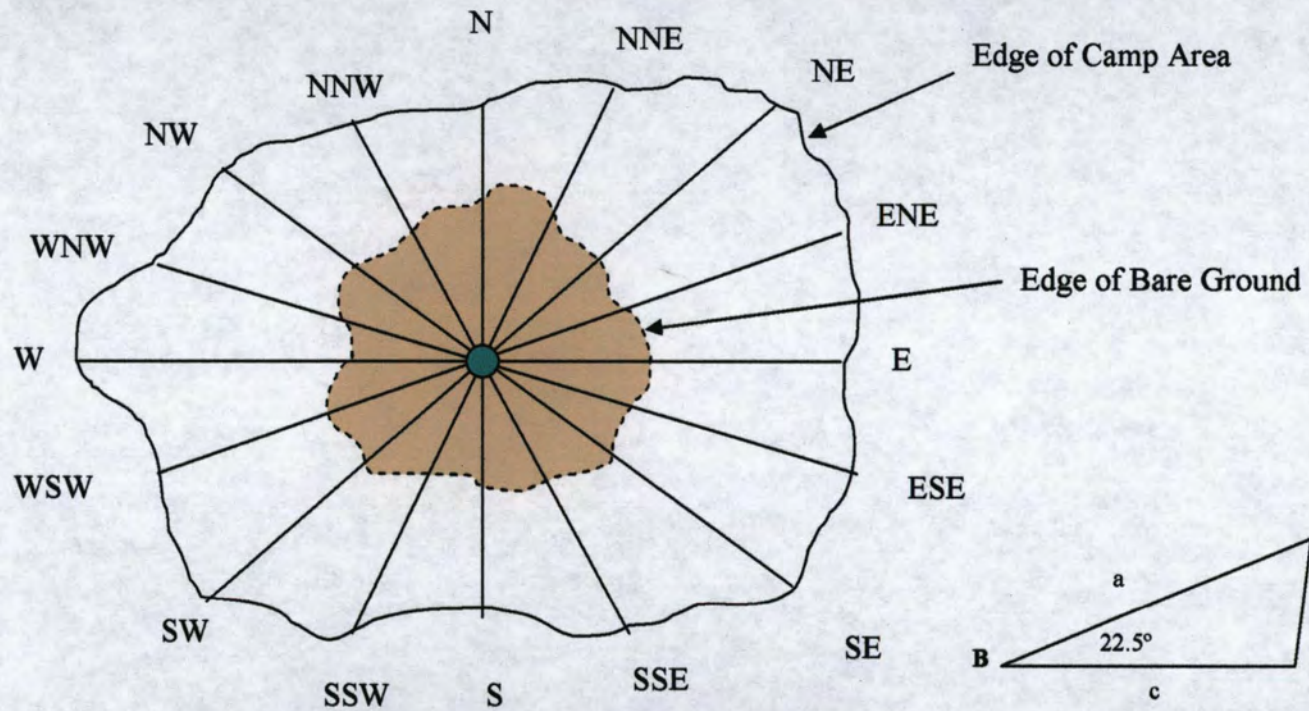 N
NNE
NE
Edge of Camp Area
NNW
NW
ENE
WNW
Edge of Bare Ground
W
E
WSW
ESE
a
SW
SE
B
22.5°
SSE
SSW
S
c